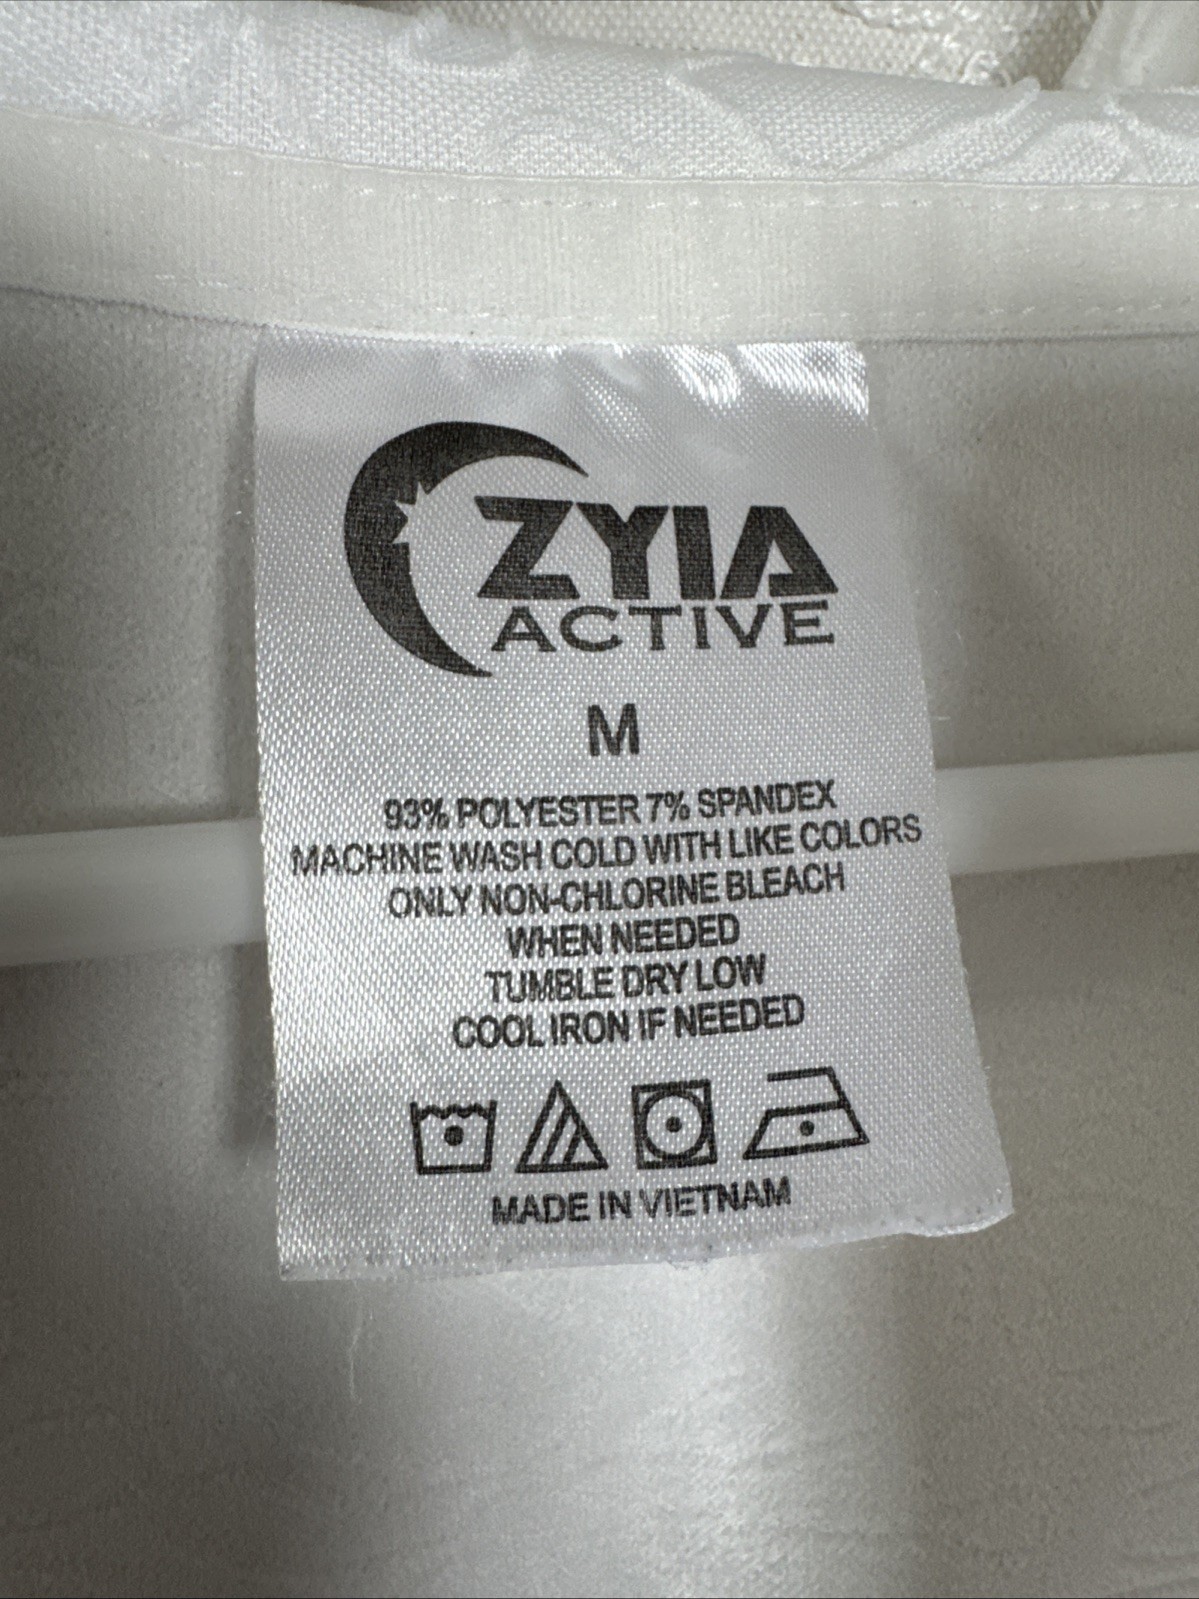 ZYIA
ACTIVE
M
93% POLYESTER 7% SPANDEX
MACHINE WASH COLD WITH LIKE COLORS
ONLY NON-CHLORINE BLEACH
WHEN NEEDED
TUMBLE DRY LOW
COOL IRON IF NEEDED
MADE IN VIETNAM